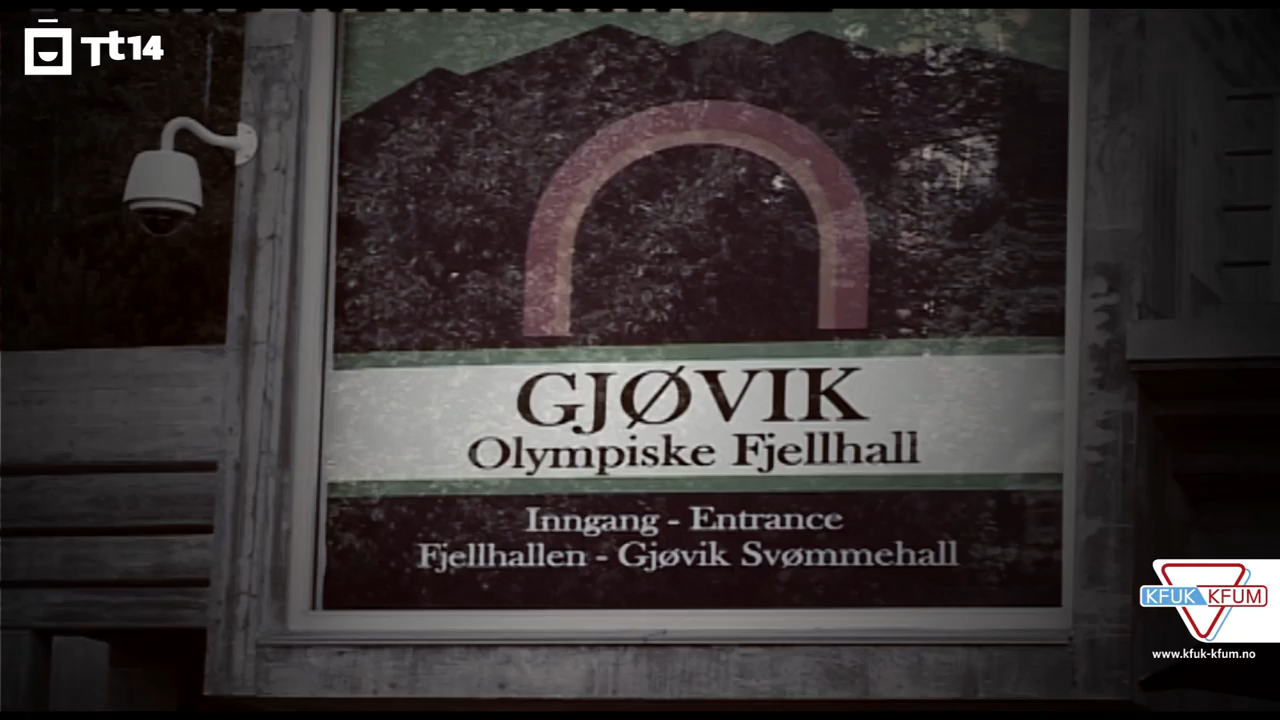 Tt14
GJØVIK
Olympiske Fjellhall
Inngang - Entrance
Fjellhallen - Gjøvik Svømmehall
KFUK KFUM
www.kfuk-kfum.no